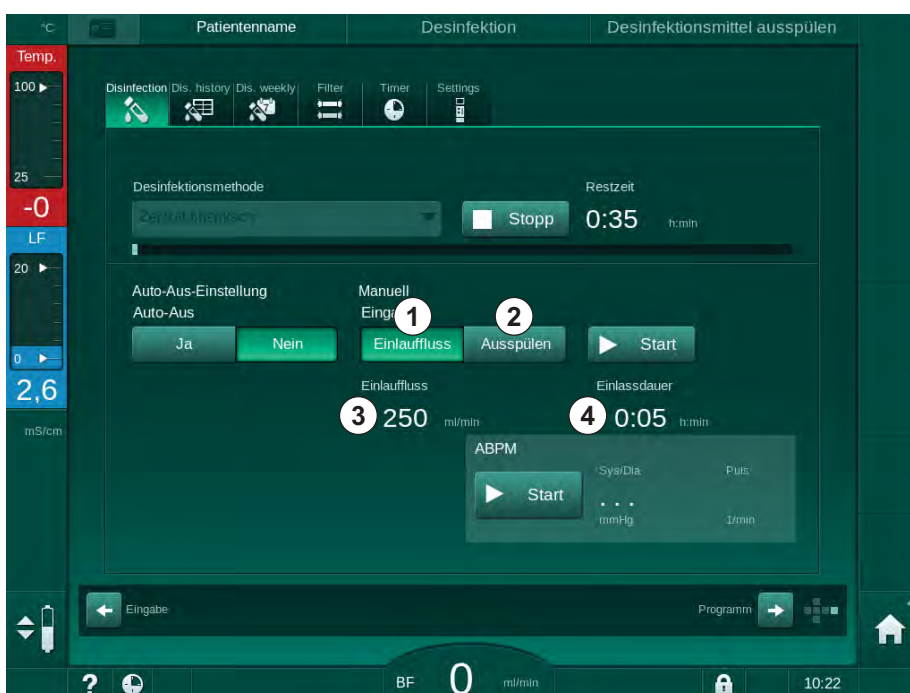 °C Patientenname Desinfektion Desinfektionsmittel ausspülen
Temp.
100
25
-0
LF
20
0
2,6
mS/cm
Disinfection Dis. history Dis. weekly Filter Timer Settings
7
Desinfektionsmethode Restzeit
Zentral chemisch Stopp 0:35 h:min
Auto-Aus-Einstellung Manuell
Auto-Aus
1 2
Ja Nein Einlauffluss Ausspülen Start
Einlauffluss Einlassdauer
3 250 ml/min 4 0:05 h:min
ABPM
Sys/Dia Puls
Start . . .
mmHg 1/min
Eingabe Programm
? BF 0 ml/min 10:22